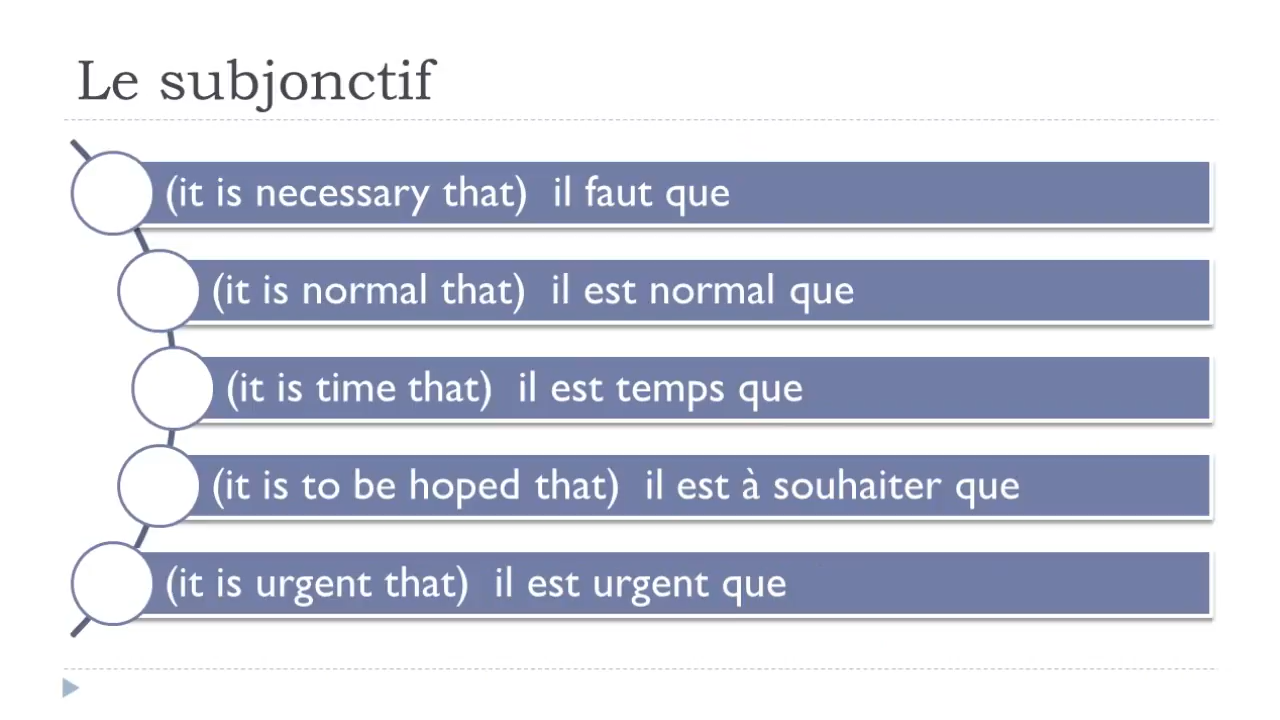 Le subjonctif
(it is necessary that) il faut que
(it is normal that) il est normal que
(it is time that) il est temps que
(it is to be hoped that) il est à souhaiter que
(it is urgent that) il est urgent que